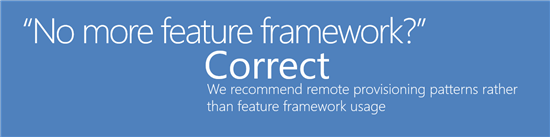 “No more feature framework?”
Correct
We recommend remote provisioning patterns rather
than feature framework usage